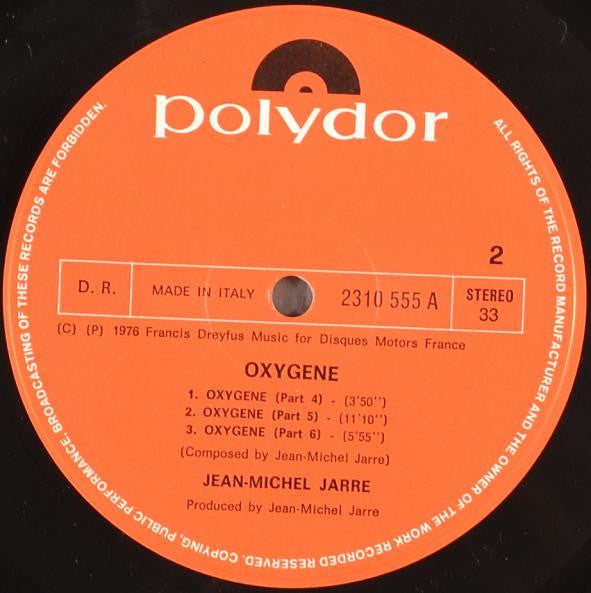 polydor
2
D. R.
MADE IN ITALY
2310 555 A
STEREO
33
(C) (P) 1976 Francis Dreyfus Music for Disques Motors France
OXYGENE
1. OXYGENE (Part 4) - (3'50'')
2. OXYGENE (Part 5) - (11'10'')
3. OXYGENE (Part 6) - (5'55'')
(Composed by Jean-Michel Jarre)
JEAN-MICHEL JARRE
Produced by Jean-Michel Jarre
ALL RIGHTS OF THE RECORD MANUFACTURER AND THE OWNER OF THE WORK RECORDED RESERVED. COPYING, PUBLIC PERFORMANCE, BROADCASTING OF THESE RECORDS ARE FORBIDDEN.